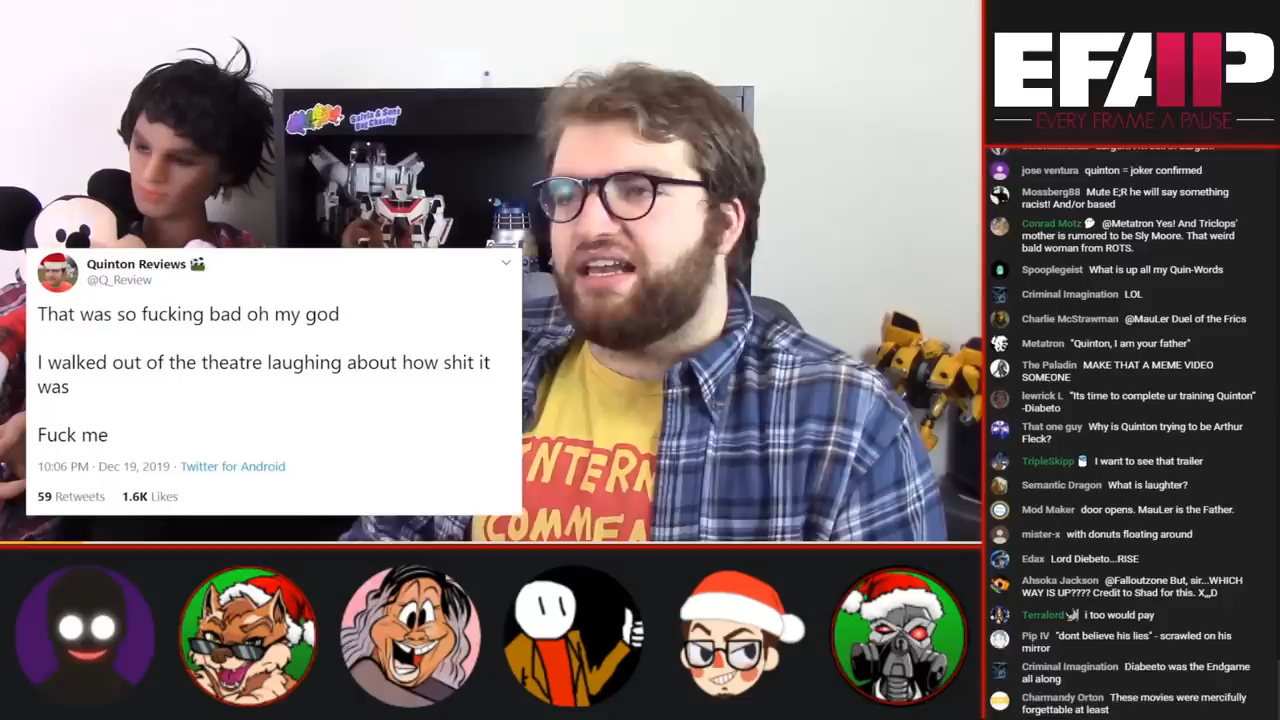 Salvia & Sons
Bug Chasing
Quinton Reviews
@Q_Review
That was so fucking bad oh my god
I walked out of the theatre laughing about how shit it
was
Fuck me
10:06 PM · Dec 19, 2019 · Twitter for Android
59 Retweets 1.6K Likes
INTERN
COMME
EFAP
EVERY FRAME A PAUSE
jose ventura quinton = joker confirmed
Mossberg88 Mute E;R he will say something
racist! And/or based
Conrad Motz @Metatron Yes! And Triclops'
mother is rumored to be Sly Moore. That weird
bald woman from ROTS.
Spooplegeist What is up all my Quin-Words
Criminal Imagination LOL
Charlie McStrawman @MauLer Duel of the Frics
Metatron "Quinton, I am your father"
The Paladin MAKE THAT A MEME VIDEO
SOMEONE
lewrick L "Its time to complete ur training Quinton"
-Diabeto
That one guy Why is Quinton trying to be Arthur
Fleck?
TripleSkipp I want to see that trailer
Semantic Dragon What is laughter?
Mod Maker door opens. MauLer is the Father.
mister-x with donuts floating around
Edax Lord Diebeto...RISE
Ahsoka Jackson @Falloutzone But, sir...WHICH
WAY IS UP???? Credit to Shad for this. X_D
Terralord i too would pay
Pip IV "dont believe his lies" - scrawled on his
mirror
Criminal Imagination Diabeeto was the Endgame
all along
Charmandy Orton These movies were mercifully
forgettable at least